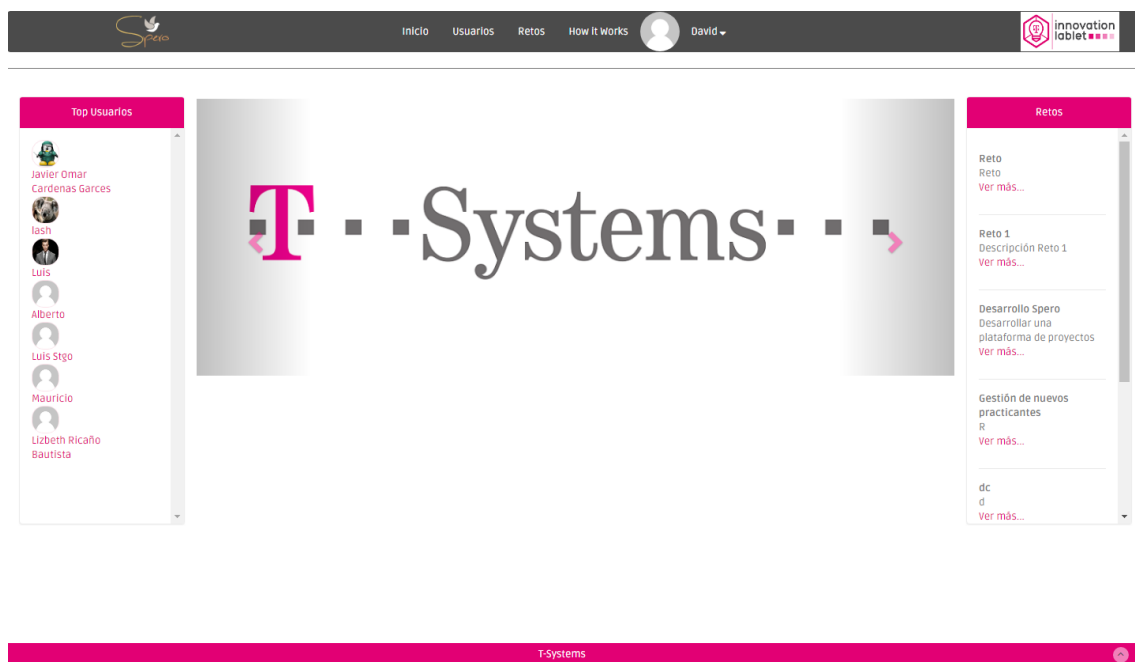 Spero
Inicio Usuarios Retos How it Works David
innovation
lablet
Top Usuarios
Javier Omar
Cardenas Garces
Iash
Luis
Alberto
Luis Stgo
Mauricio
Lizbeth Ricaño
Bautista
T···Systems···
Retos
Reto
Reto
Ver más...
Reto 1
Descripción Reto 1
Ver más...
Desarrollo Spero
Desarrollar una
plataforma de proyectos
Ver más...
Gestión de nuevos
practicantes
R
Ver más...
dc
d
Ver más...
T-Systems